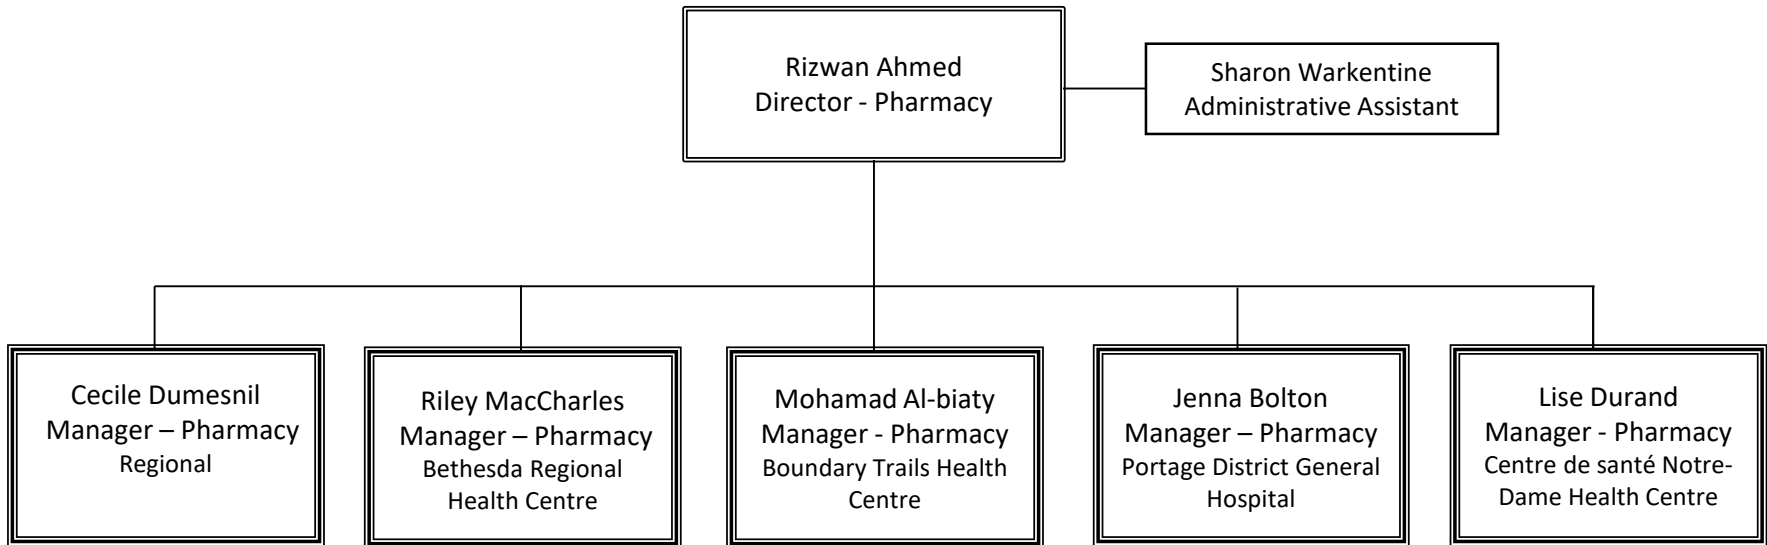 Rizwan Ahmed
Director - Pharmacy
Sharon Warkentine
Administrative Assistant
Cecile Dumesnil
Manager – Pharmacy
Regional
Riley MacCharles
Manager – Pharmacy
Bethesda Regional
Health Centre
Mohamad Al-biaty
Manager - Pharmacy
Boundary Trails Health
Centre
Jenna Bolton
Manager – Pharmacy
Portage District General
Hospital
Lise Durand
Manager - Pharmacy
Centre de santé Notre-
Dame Health Centre